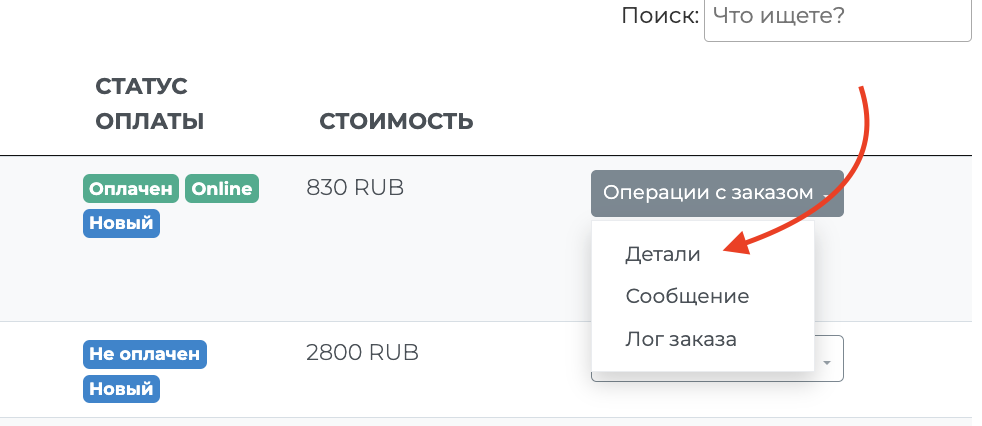 Поиск: Что ищете?
СТАТУС
ОПЛАТЫ
СТОИМОСТЬ
Оплачен Online
Новый
830 RUB
Операции с заказом
Детали
Сообщение
Лог заказа
Не оплачен
Новый
2800 RUB